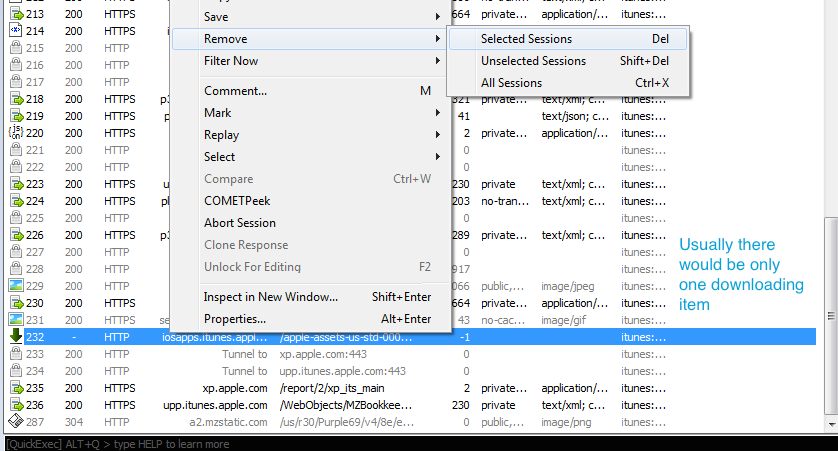 213 200 HTTPS 664 private... application/... itunes:...
Save
214 200 HTTPS i
215 200 HTTP
Remove
Selected Sessions Del
216 200 HTTP
Filter Now
Unselected Sessions Shift+Del
217 200 HTTP
All Sessions Ctrl+X
Comment... M
218 200 HTTPS p3 321 private... text/xml; c... itunes:...
Mark
219 200 HTTPS p 41 text/json; c... itunes:...
Replay
220 200 HTTPS 2 private... application/... itunes:...
Select
221 200 HTTP 0 itunes:...
222 200 HTTP 0 itunes:...
Compare Ctrl+W
223 200 HTTPS up 230 private text/xml; c... itunes:...
COMETPeek
224 200 HTTPS pl 203 no-tran... text/xml; c... itunes:...
Abort Session
225 200 HTTP 0 itunes:...
226 200 HTTPS p3 289 private... text/xml; c... itunes:...
Clone Response
227 200 HTTP 0 itunes:...
Unlock For Editing F2
228 200 HTTP 917 itunes:...
229 200 HTTP 066 public,... image/jpeg itunes:...
Inspect in New Window... Shift+Enter
230 200 HTTPS 664 private... application/... itunes:...
Properties... Alt+Enter
231 200 HTTPS se 43 no-cac... image/gif itunes:...
Usually there
would be only
one downloading
item
232 - HTTP iosapps.itunes.appl... /apple-assets-us-std-000... -1 itunes:...
233 200 HTTP Tunnel to xp.apple.com:443 0 itunes:...
234 200 HTTP Tunnel to upp.itunes.apple.com:443 0 itunes:...
235 200 HTTPS xp.apple.com /report/2/xp_its_main 2 private... application/... itunes:...
236 200 HTTPS upp.itunes.apple.com /WebObjects/MZBookkee... 230 private text/xml; c... itunes:...
287 304 HTTP a2.mzstatic.com /us/r30/Purple69/v4/8e/e... 0 public,... image/png itunes:...
[QuickExec] ALT+Q > type HELP to learn more